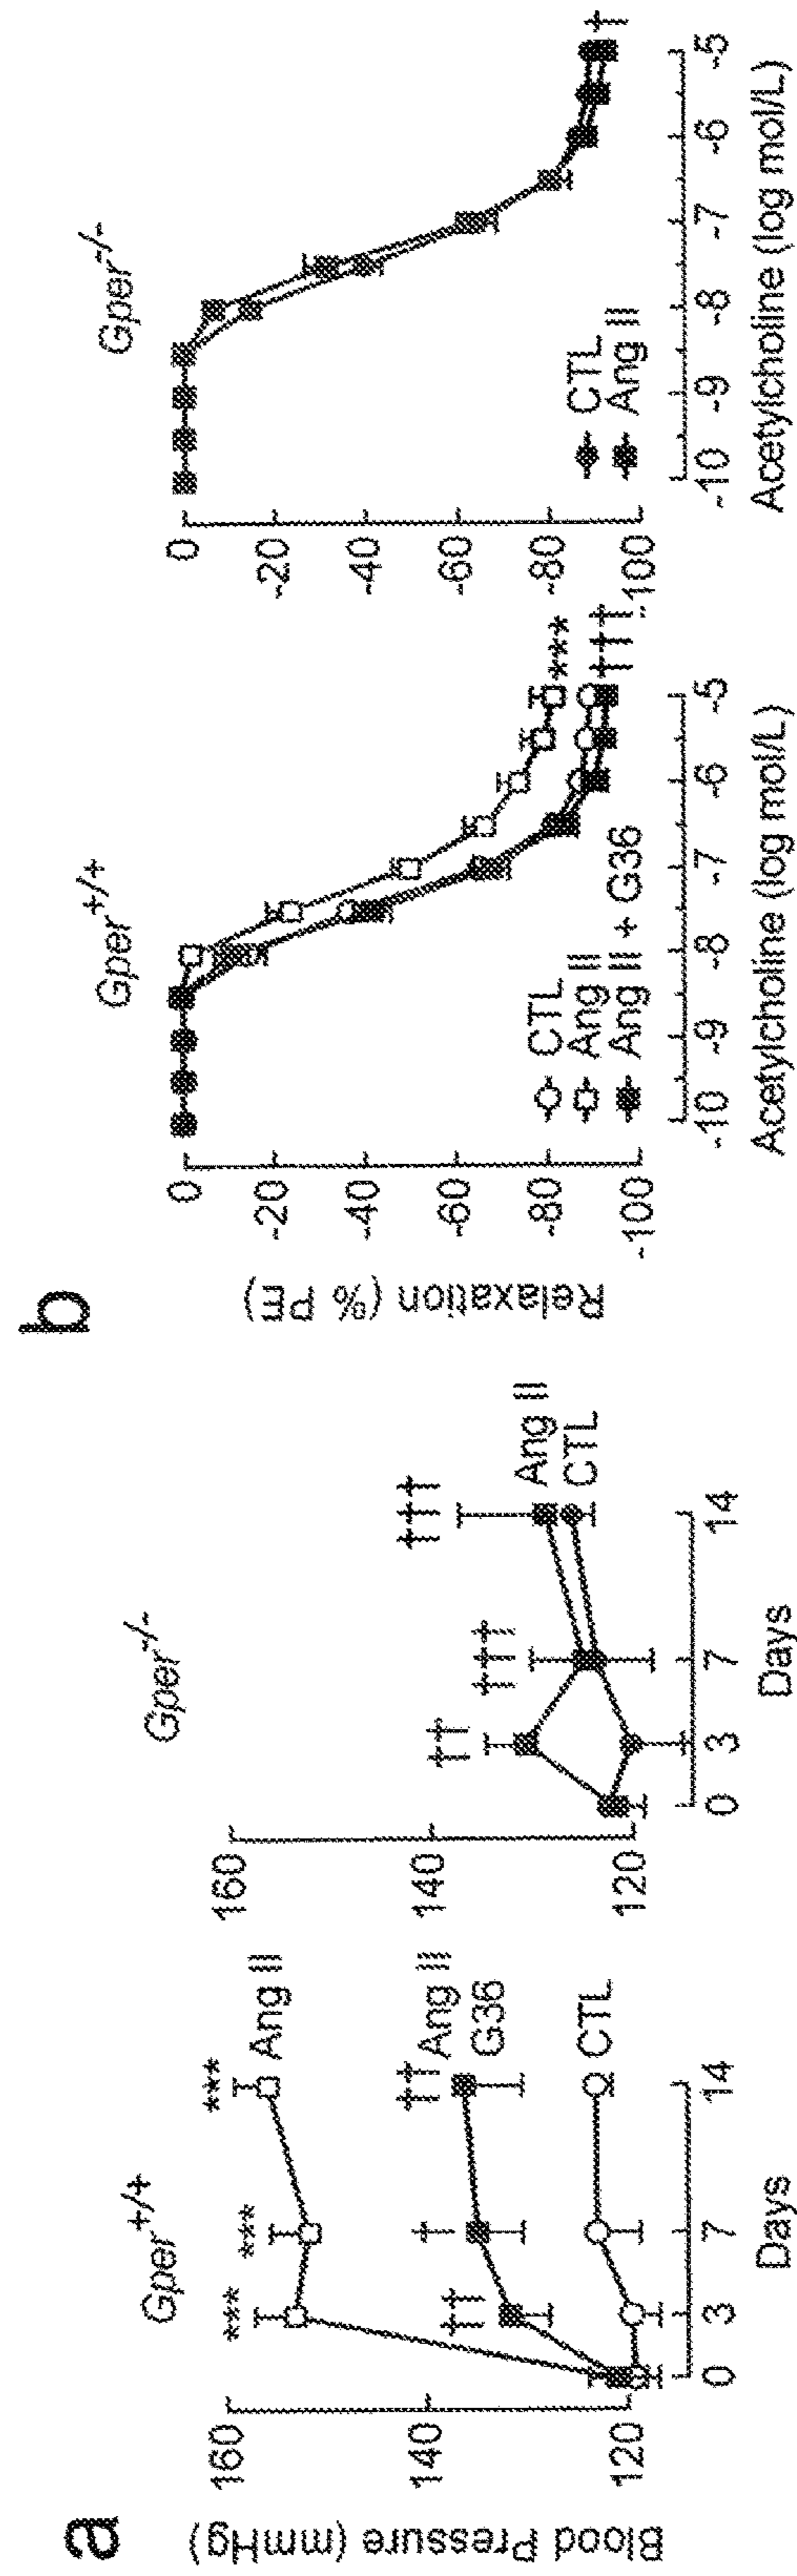 a
Blood Pressure (mmHg)
Gper+/+
160
140
120
***
***
***
Ang II
††
†
††
Ang II
G36
CTL
0 3 7 14
Days
Gper-/-
160
140
120
††
†††
†††
Ang II
CTL
0 3 7 14
Days
b
Relaxation (% PE)
Gper+/+
0
-20
-40
-60
-80
-100
CTL
Ang II
Ang II + G36
***
†††
-10 -9 -8 -7 -6 -5
Acetylcholine (log mol/L)
Gper-/-
0
-20
-40
-60
-80
-100
CTL
Ang II
†
-10 -9 -8 -7 -6 -5
Acetylcholine (log mol/L)